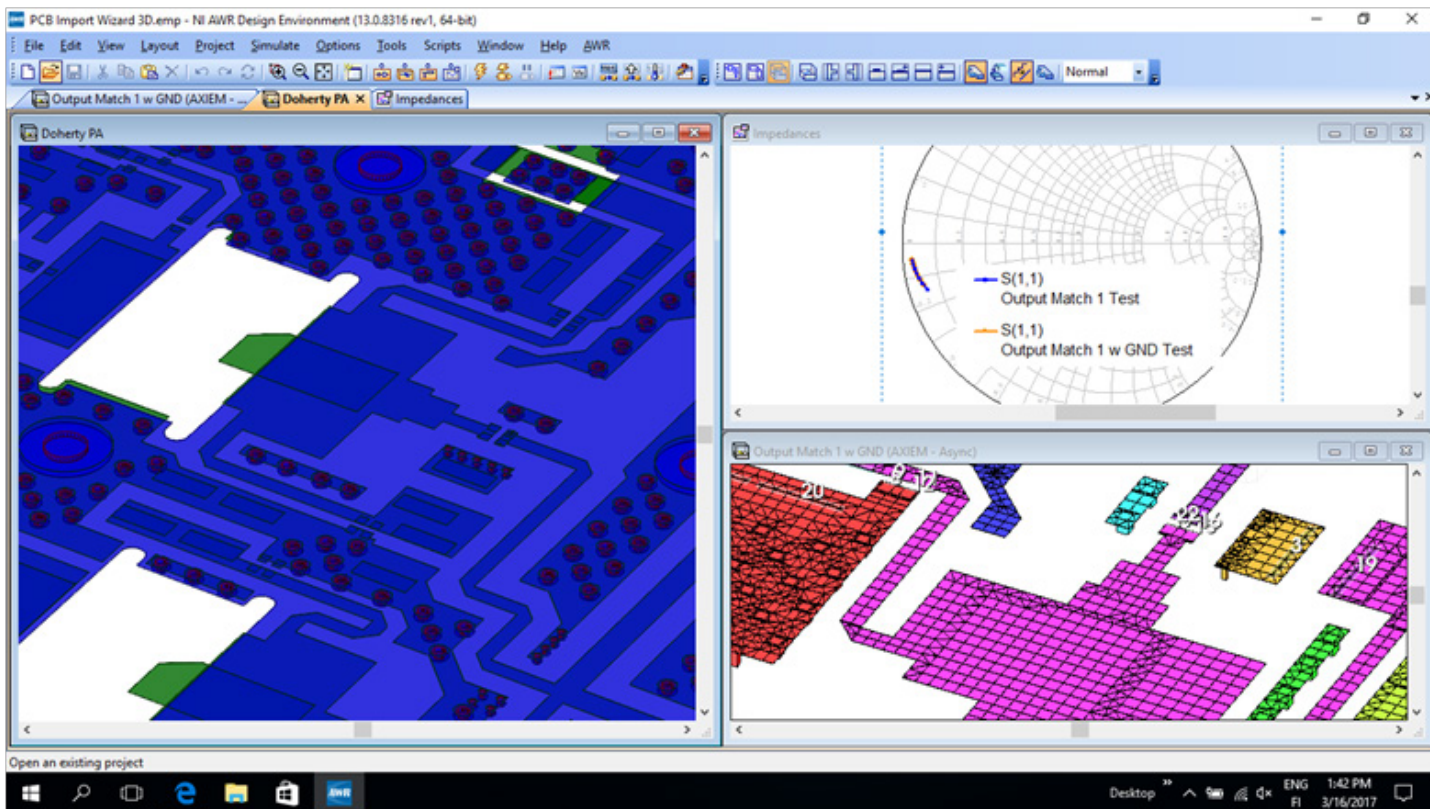 PCB Import Wizard 3D.emp - NI AWR Design Environment (13.0.8316 rev1, 64-bit)
File Edit View Layout Project Simulate Options Tools Scripts Window Help AWR
Normal
Output Match 1 w GND (AXIEM - ... Doherty PA Impedances
Doherty PA
Impedances
S(1,1)
Output Match 1 Test
S(1,1)
Output Match 1 w GND Test
Output Match 1 w GND (AXIEM - Async)
20
12
3
19
Open an existing project
AWR
Desktop
ENG
FI
1:42 PM
3/16/2017